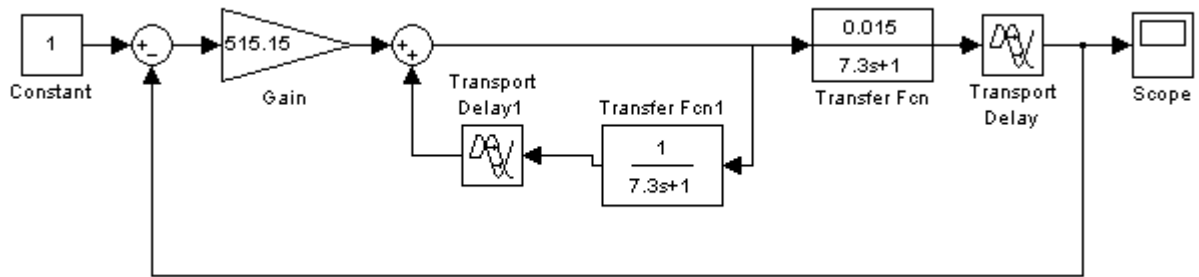 1
Constant
+
−
515.15
Gain
+
+
Transport
Delay1
Transfer Fcn1
1
7.3s+1
0.015
7.3s+1
Transfer Fcn
Transport
Delay
Scope